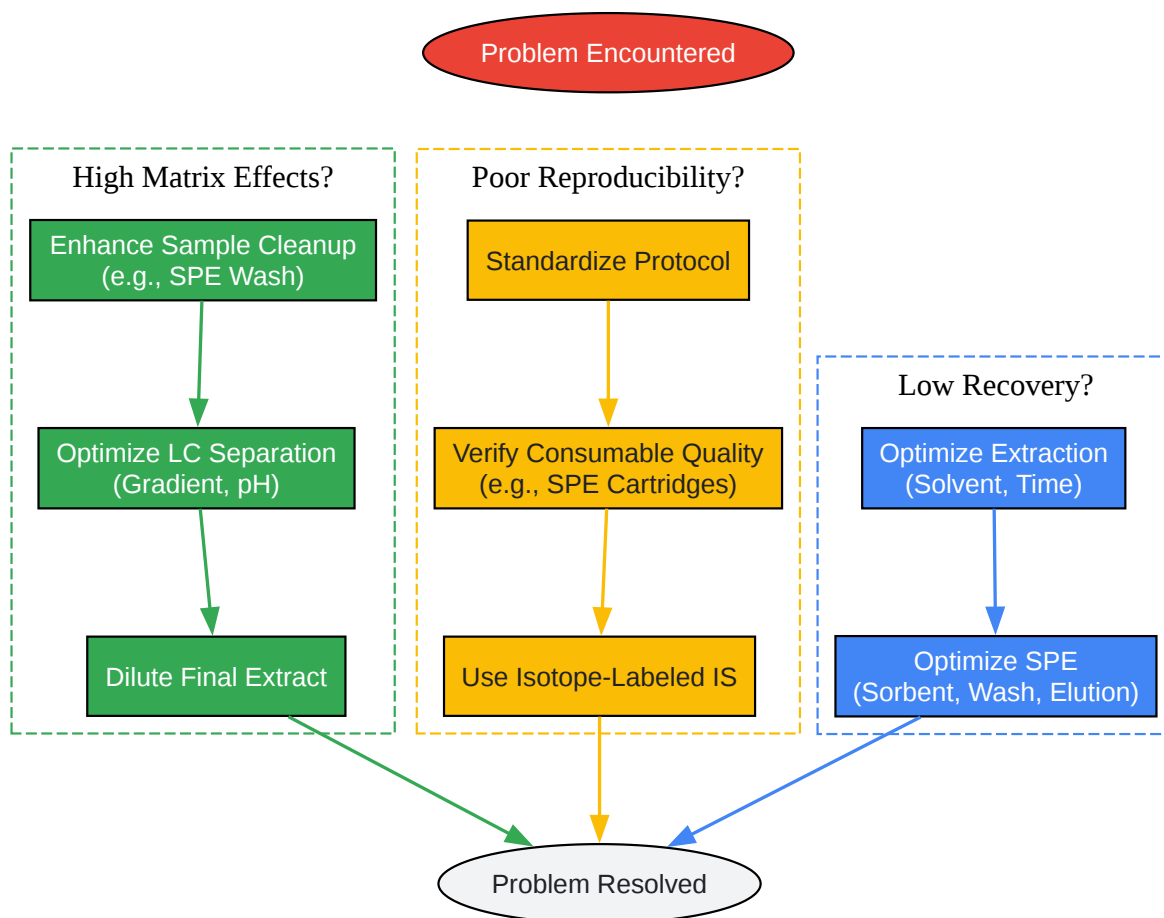 Problem Encountered
High Matrix Effects?
Enhance Sample Cleanup
(e.g., SPE Wash)
Optimize LC Separation
(Gradient, pH)
Dilute Final Extract
Poor Reproducibility?
Standardize Protocol
Verify Consumable Quality
(e.g., SPE Cartridges)
Use Isotope-Labeled IS
Low Recovery?
Optimize Extraction
(Solvent, Time)
Optimize SPE
(Sorbent, Wash, Elution)
Problem Resolved